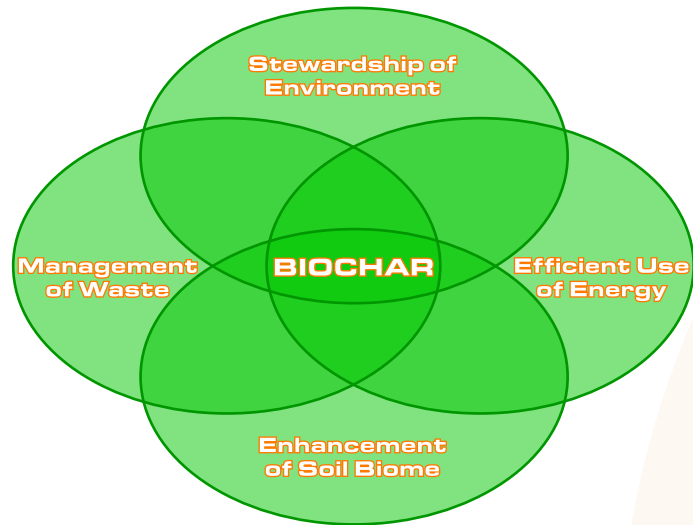 Stewardship of
Environment
Management
of Waste
BIOCHAR
Efficient Use
of Energy
Enhancement
of Soil Biome